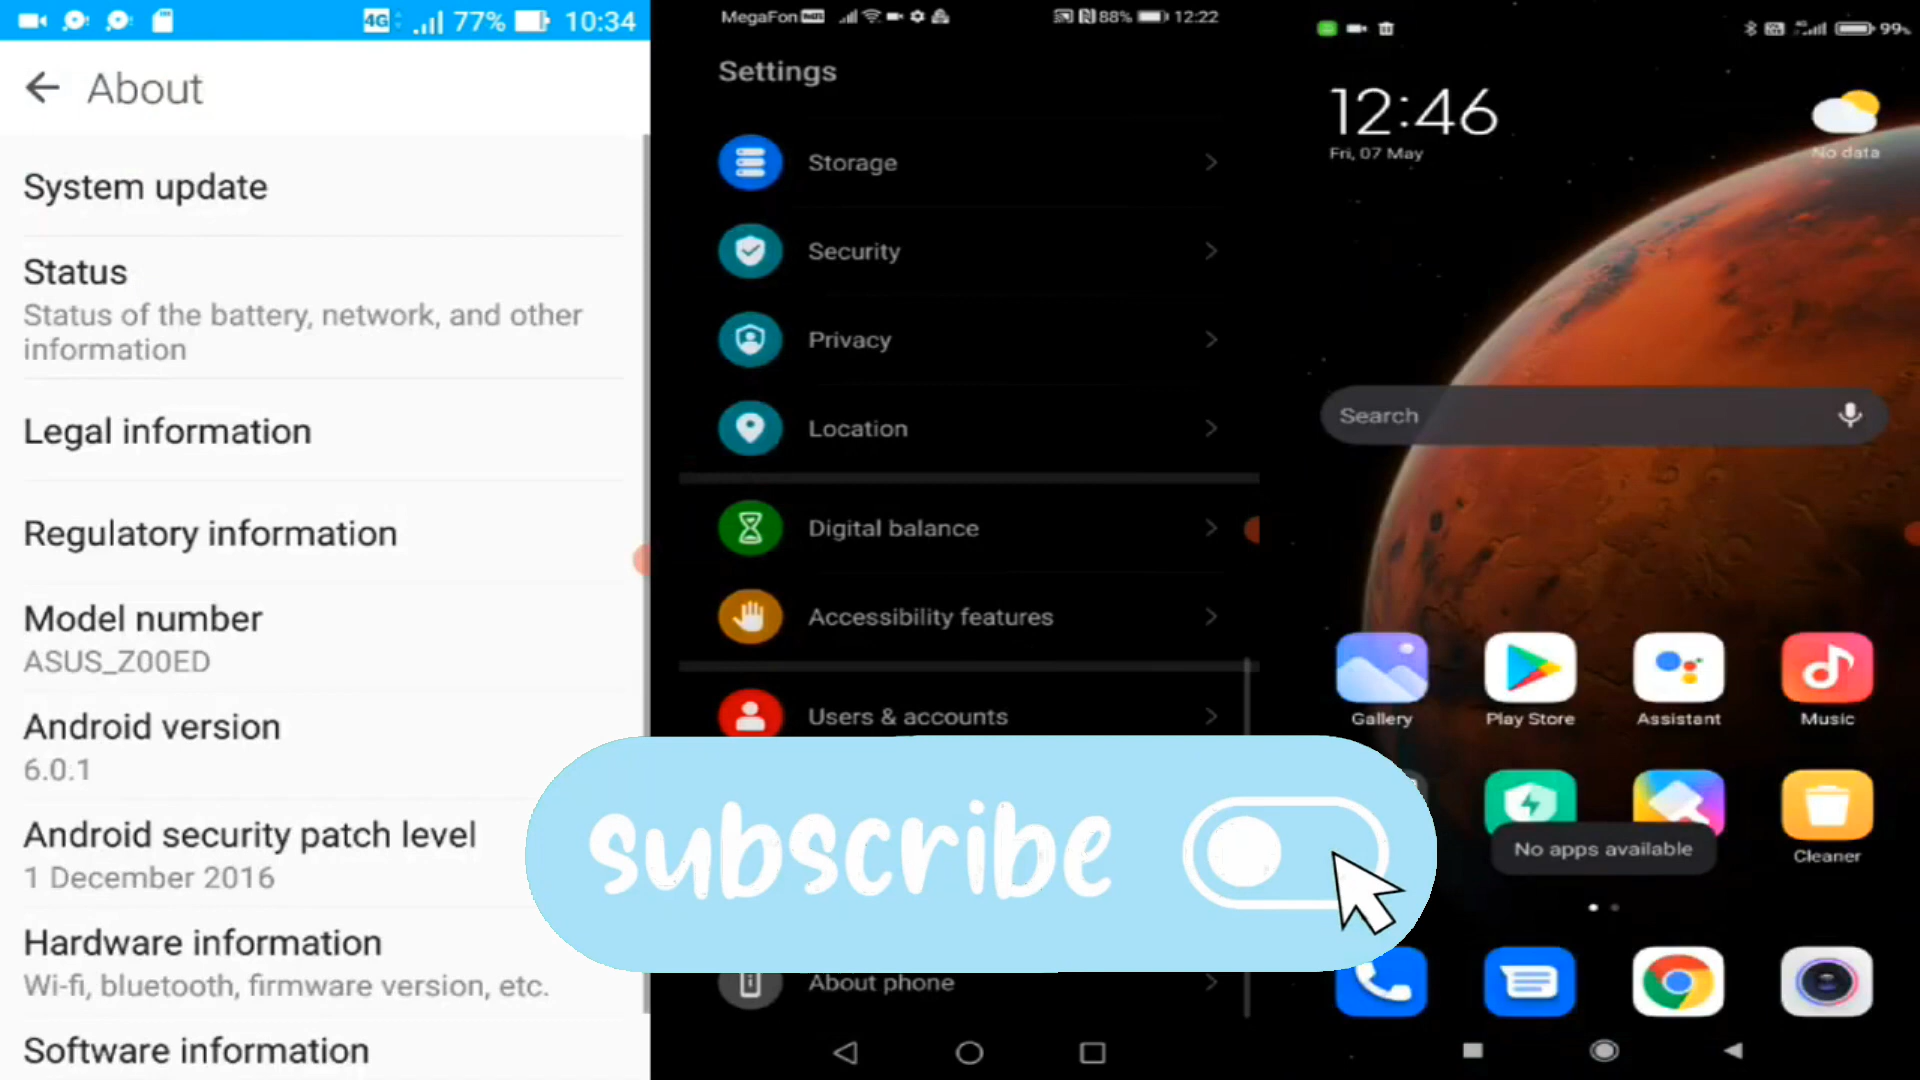 4G 77% 10:34
About
System update
Status
Status of the battery, network, and other
information
Legal information
Regulatory information
Model number
ASUS_Z00ED
Android version
6.0.1
Android security patch level
1 December 2016
Hardware information
Wi-fi, bluetooth, firmware version, etc.
Software information
MegaFon 88% 12:22
Settings
Storage
Security
Privacy
Location
Digital balance
Accessibility features
Users & accounts
About phone
subscribe
99%
12:46
Fri, 07 May
No data
Search
Gallery
Play Store
Assistant
Music
No apps available
Cleaner